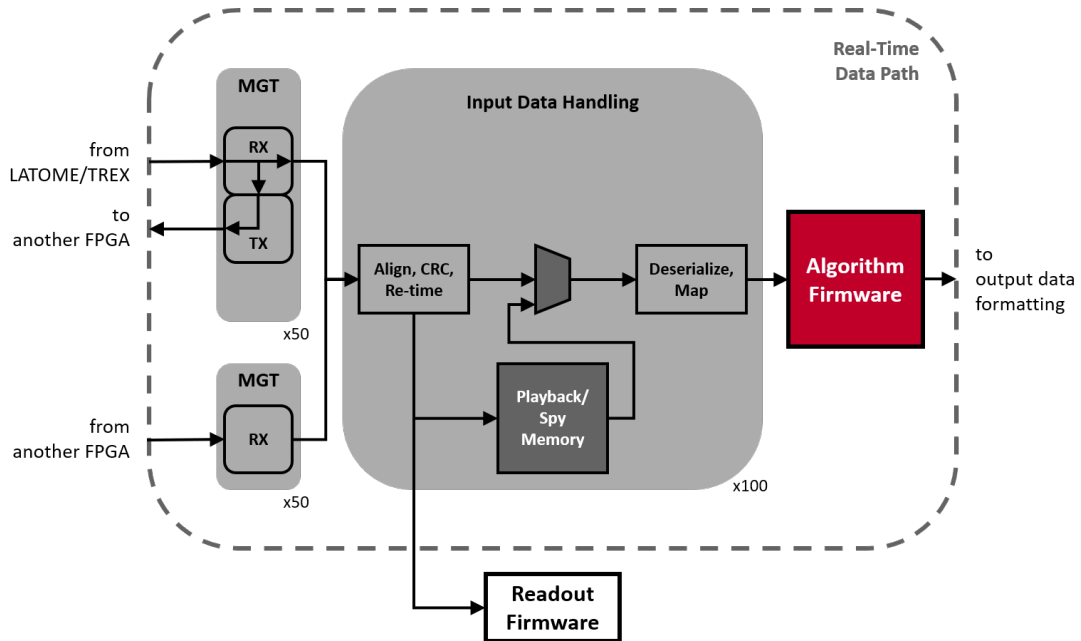 Real-Time
Data Path
MGT
Input Data Handling
from
LATOME/TREX
RX
to
another FPGA
TX
x50
Align, CRC,
Re-time
Deserialize,
Map
Algorithm
Firmware
to
output data
formatting
MGT
from
another FPGA
RX
x50
Playback/
Spy
Memory
x100
Readout
Firmware